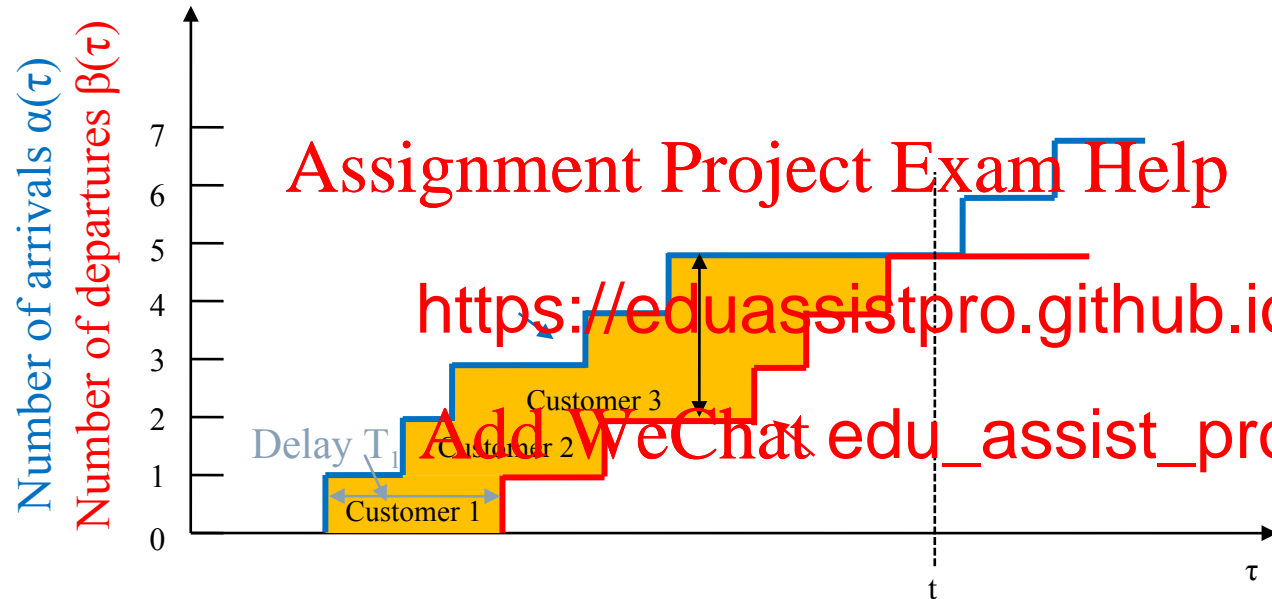 Number of arrivals α(τ)
Number of departures β(τ)
7
6
5
4
3
2
1
0
Assignment Project Exam Help
https://eduassistpro.github.io
Customer 3
Add WeChat edu_assist_pro
Delay T1
Customer 2
Customer 1
t
τ